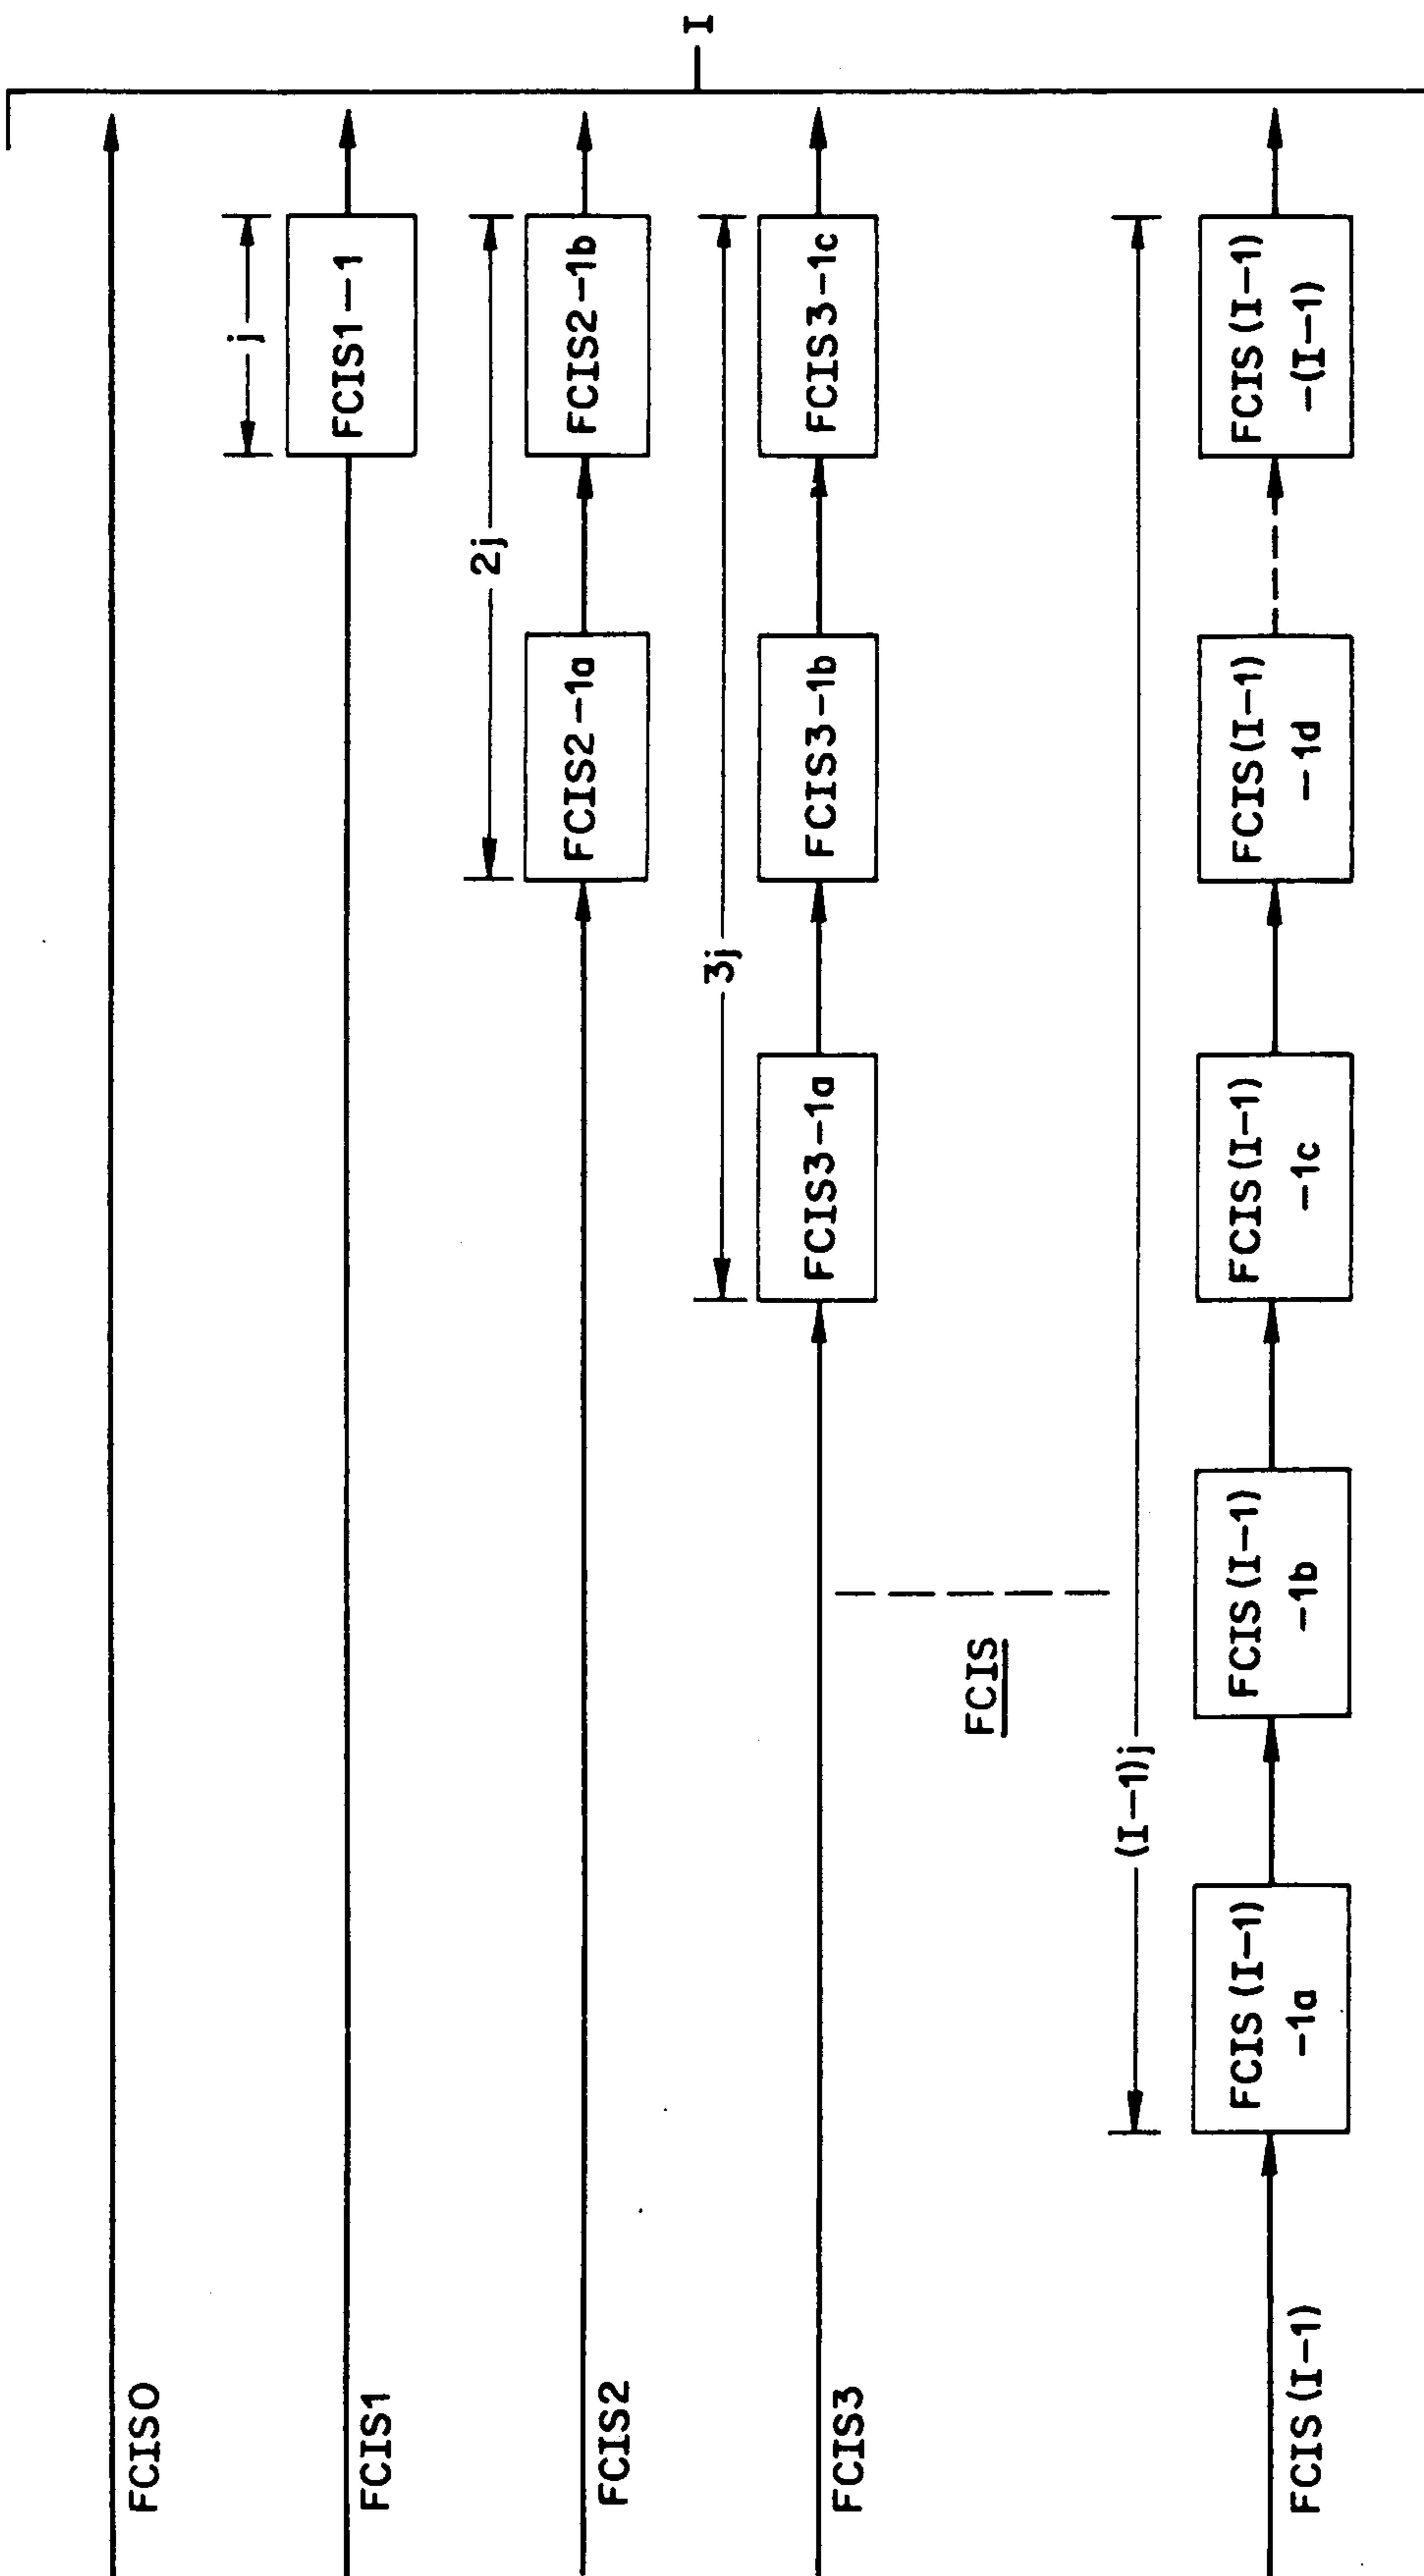 I
FCIS0
j
FCIS1-1
FCIS1
2j
FCIS2-1a
FCIS2-1b
FCIS2
3j
FCIS3-1a
FCIS3-1b
FCIS3-1c
FCIS3
FCIS
(I-1)j
FCIS(I-1)
-1a
FCIS(I-1)
-1b
FCIS(I-1)
-1c
FCIS(I-1)
-1d
FCIS(I-1)
-(I-1)
FCIS(I-1)